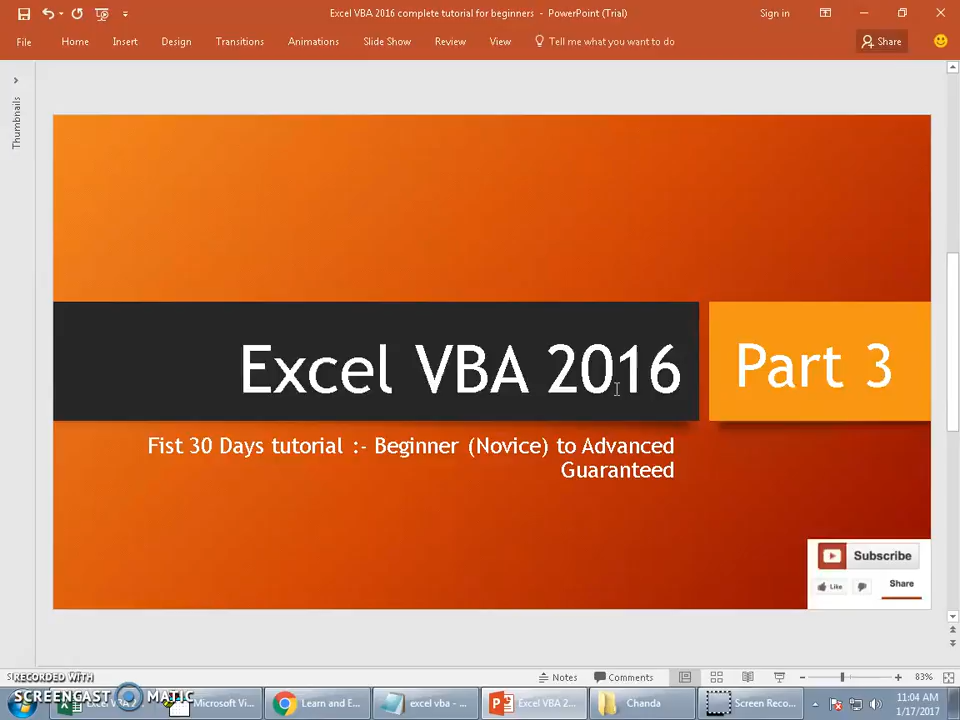 Excel VBA 2016 complete tutorial for beginners - PowerPoint (Trial)
Sign in
File Home Insert Design Transitions Animations Slide Show Review View Tell me what you want to do
Share
Thumbnails
Excel VBA 2016
Part 3
Fist 30 Days tutorial :- Beginner (Novice) to Advanced
Guaranteed
Subscribe
Like
Share
Notes Comments 83%
RECORDED WITH
SCREENCAST MATIC
Microsoft Vi...
Learn and E...
excel vba - ...
Excel VBA 2...
Chanda
Screen Reco...
11:04 AM
1/17/2017